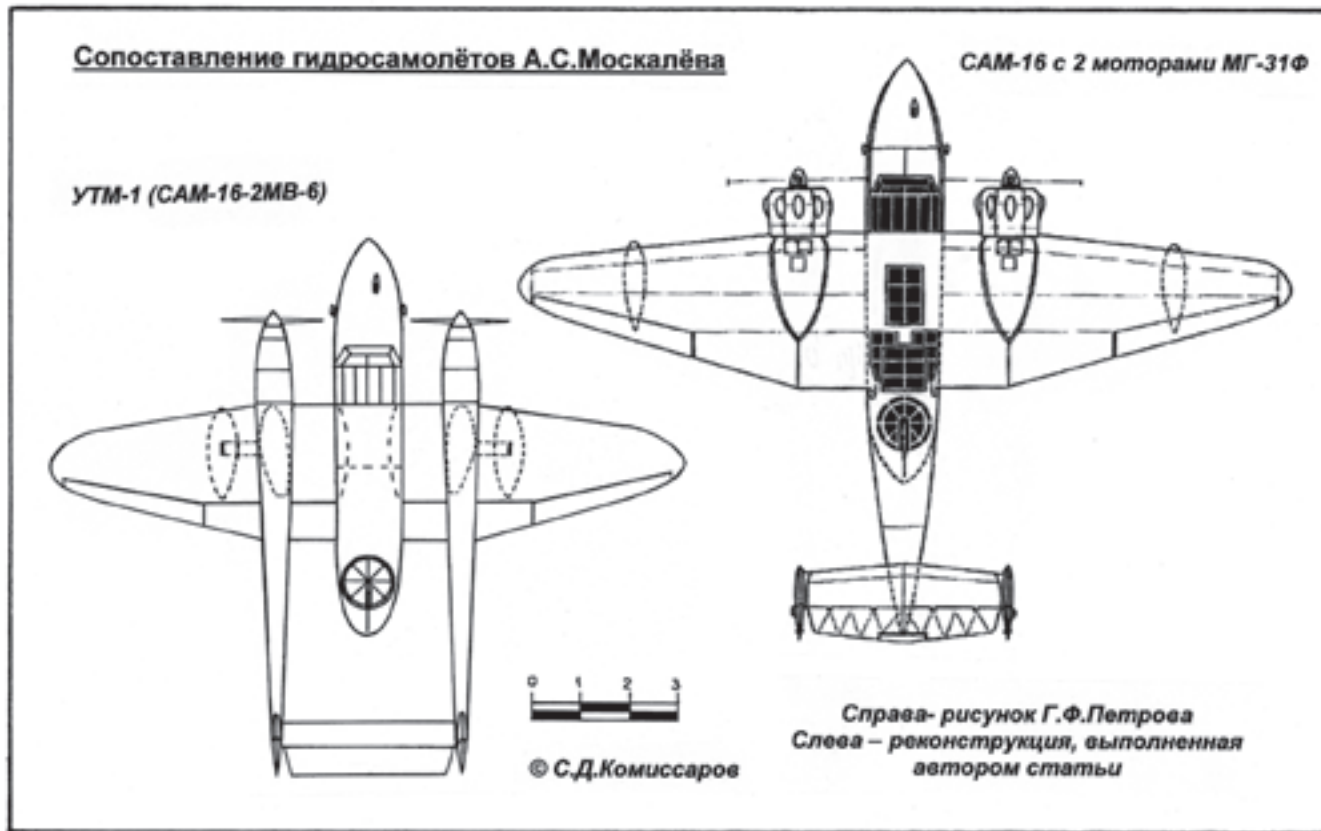 Сопоставление гидросамолётов А.С.Москалёва
САМ-16 с 2 моторами МГ-31Ф
УТМ-1 (САМ-16-2МВ-6)
0 1 2 3
© С.Д.Комиссаров
Справа- рисунок Г.Ф.Петрова
Слева – реконструкция, выполненная
автором статьи